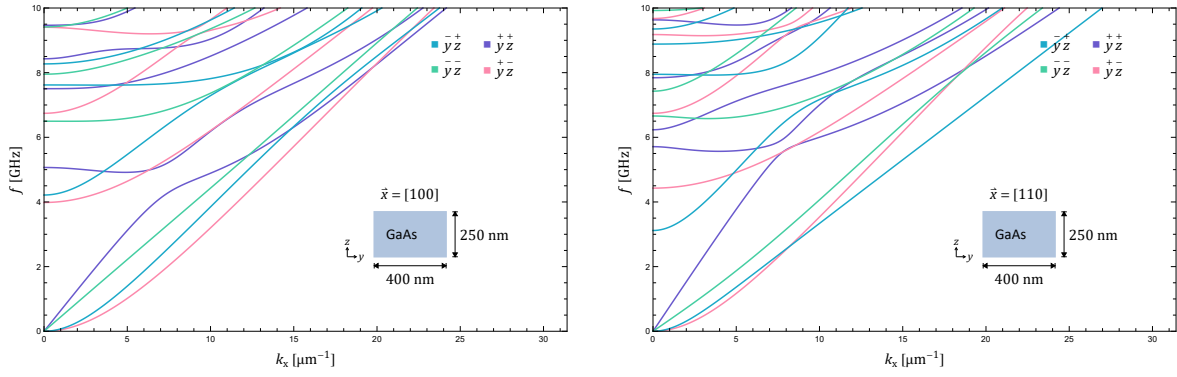 10
8
6
4
2
0
f [GHz]
0 5 10 15 20 25 30
kx [μm⁻¹]
− +
y z
+ +
y z
− −
y z
+ −
y z
x⃗ = [100]
GaAs
250 nm
z
y
400 nm
10
8
6
4
2
0
f [GHz]
0 5 10 15 20 25 30
kx [μm⁻¹]
− +
y z
+ +
y z
− −
y z
+ −
y z
x⃗ = [110]
GaAs
250 nm
z
y
400 nm